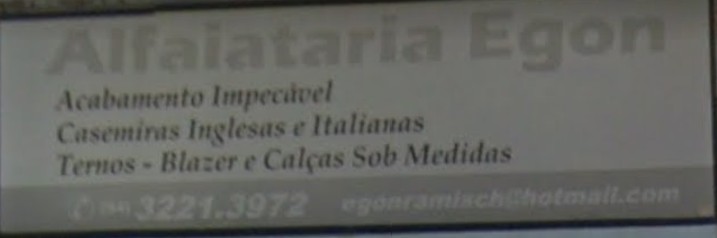 Alfaiataria Egon
Acabamento Impecável
Casemiras Inglesas e Italianas
Ternos - Blazer e Calças Sob Medidas
(54) 3221.3972 egonramisch@hotmail.com